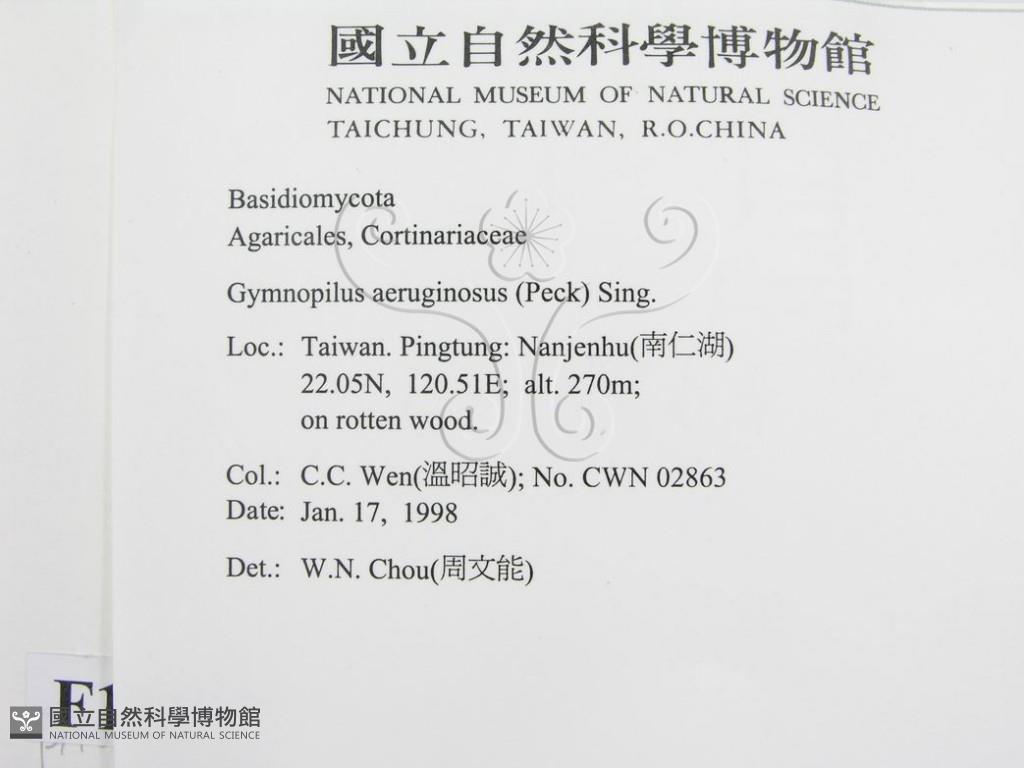 國立自然科學博物館
NATIONAL MUSEUM OF NATURAL SCIENCE
TAICHUNG, TAIWAN, R.O.CHINA
Basidiomycota
Agaricales, Cortinariaceae
Gymnopilus aeruginosus (Peck) Sing.
Loc.: Taiwan. Pingtung: Nanjenhu(南仁湖)
22.05N, 120.51E; alt. 270m;
on rotten wood.
Col.: C.C. Wen(溫昭誠); No. CWN 02863
Date: Jan. 17, 1998
Det.: W.N. Chou(周文能)
F1
國立自然科學博物館
NATIONAL MUSEUM OF NATURAL SCIENCE